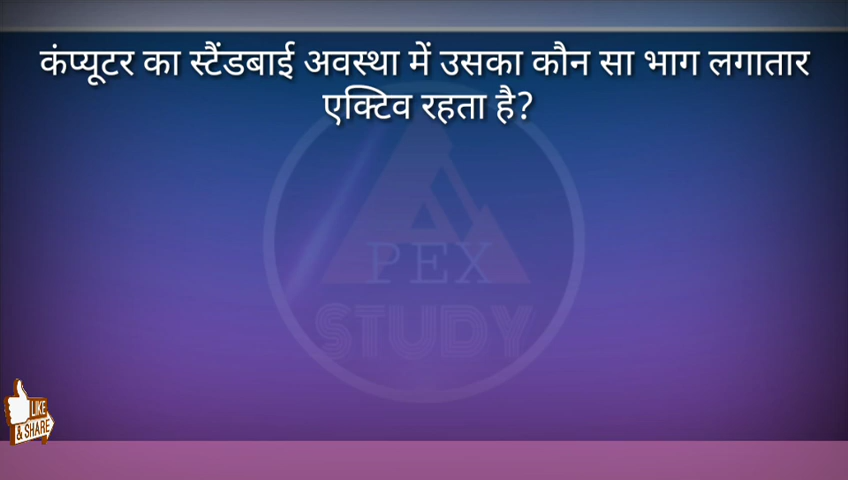 कंप्यूटर का स्टैंडबाई अवस्था में उसका कौन सा भाग लगातार
एक्टिव रहता है?
PEX
STUDY
LIKE
& SHARE